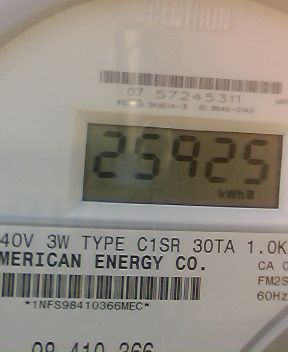 CENTRON
07 57245311
25925
kWh
40V 3W TYPE C1SR 30TA 1.0K
MERICAN ENERGY CO.
CA 0
FM2S
60Hz
*1NFS98410366MEC*
98 410 366